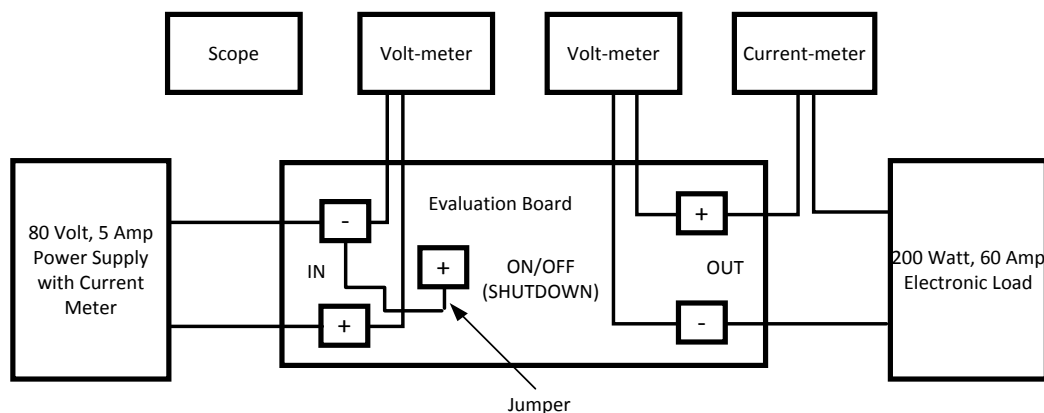 Scope
Volt-meter
Volt-meter
Current-meter
80 Volt, 5 Amp
Power Supply
with Current
Meter
-
IN
+
Evaluation Board
+
ON/OFF
(SHUTDOWN)
+
OUT
-
200 Watt, 60 Amp
Electronic Load
Jumper